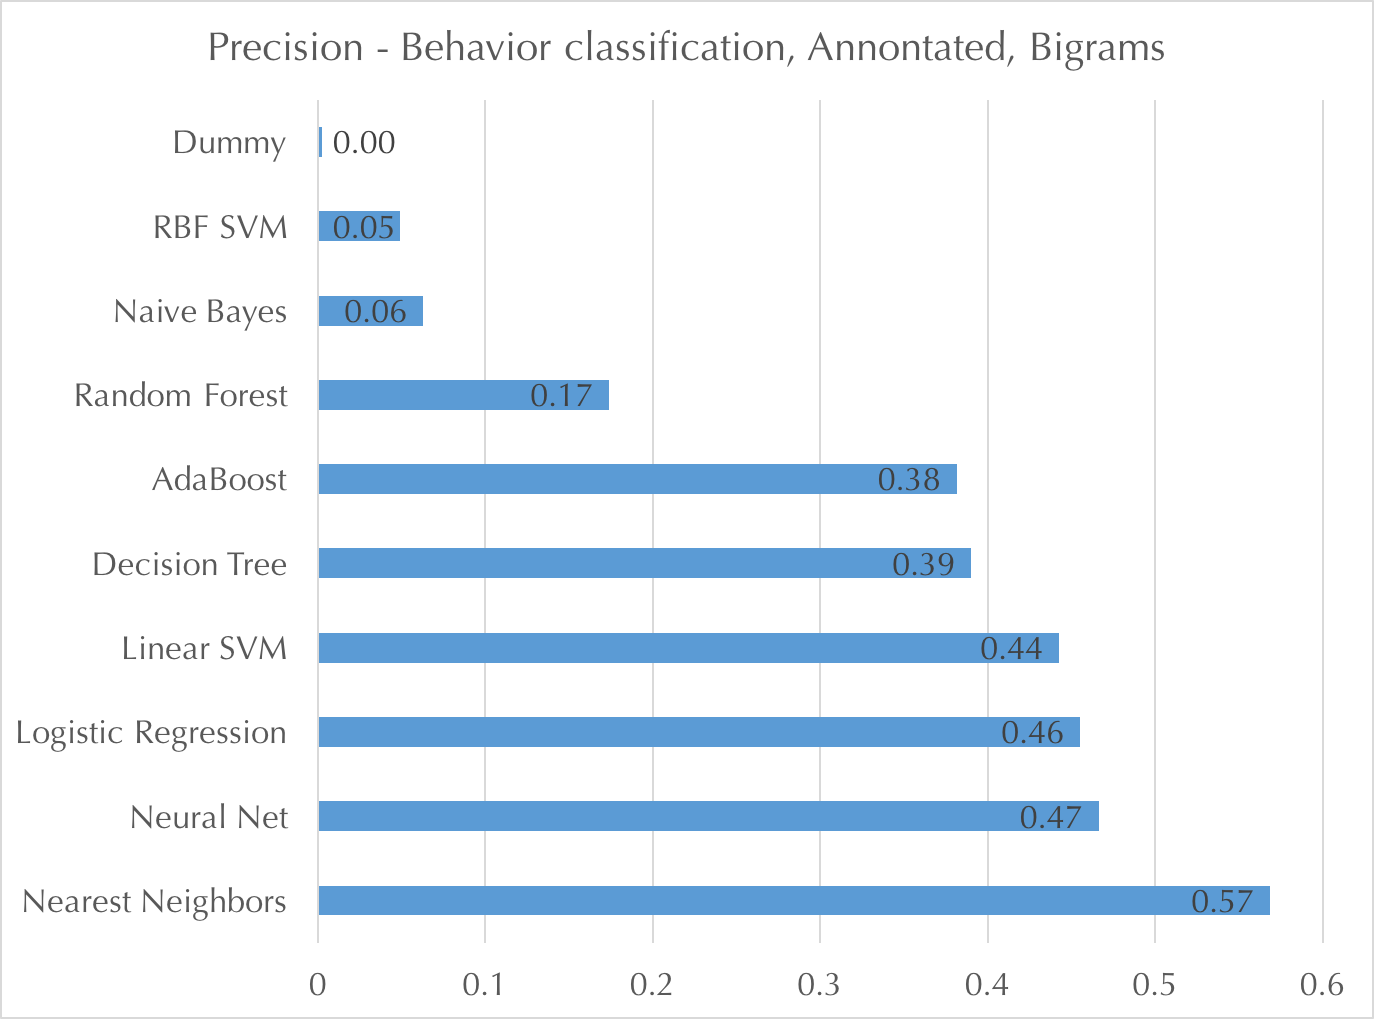 Precision - Behavior classification, Annontated, Bigrams
Dummy 0.00
RBF SVM 0.05
Naive Bayes 0.06
Random Forest 0.17
AdaBoost 0.38
Decision Tree 0.39
Linear SVM 0.44
Logistic Regression 0.46
Neural Net 0.47
Nearest Neighbors 0.57
0 0.1 0.2 0.3 0.4 0.5 0.6